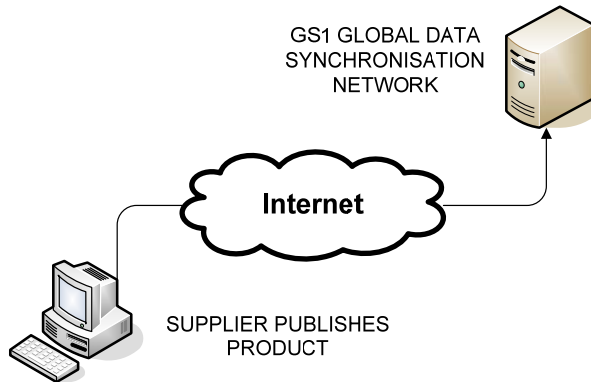 GS1 GLOBAL DATA
SYNCHRONISATION
NETWORK
Internet
SUPPLIER PUBLISHES
PRODUCT